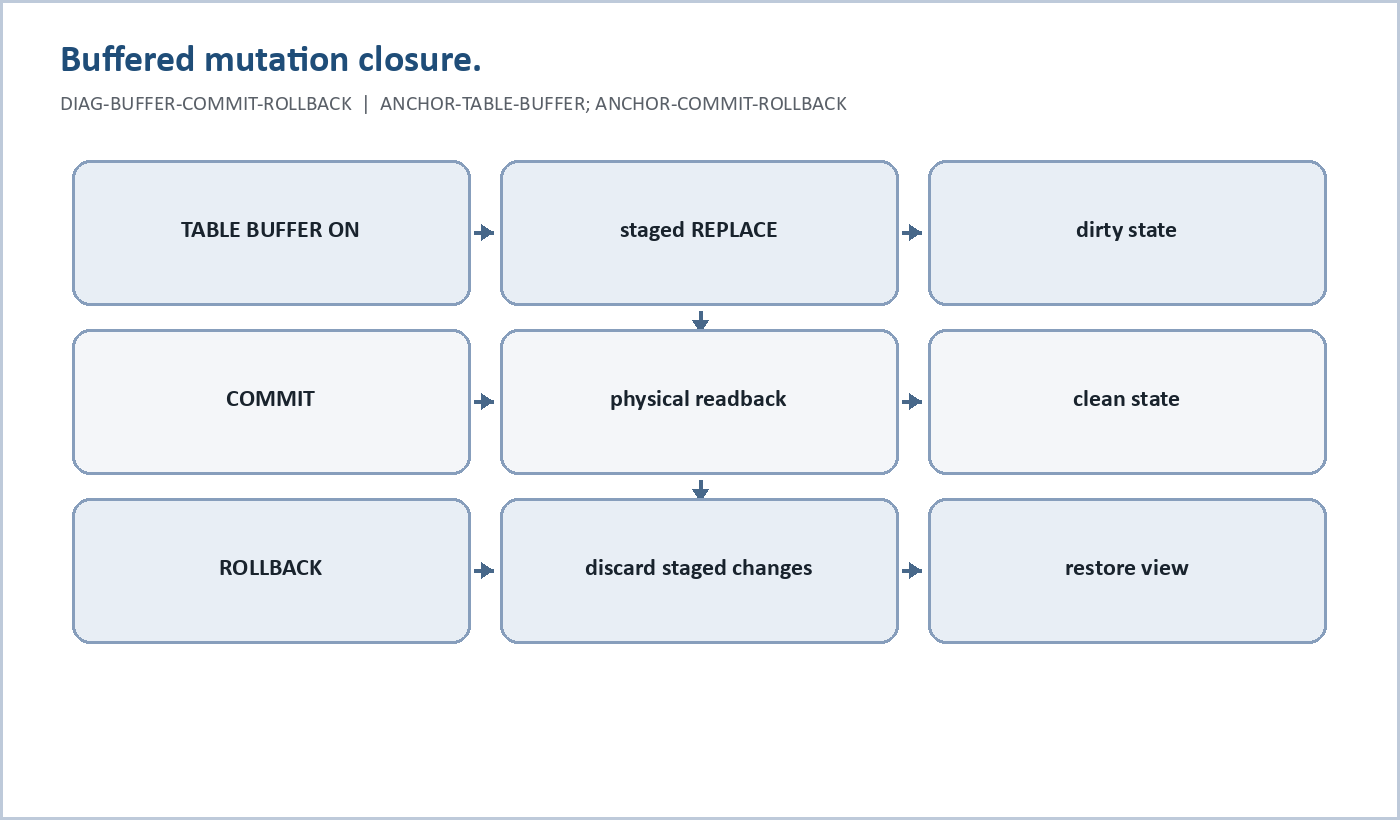 Buffered mutation closure.
DIAG-BUFFER-COMMIT-ROLLBACK | ANCHOR-TABLE-BUFFER; ANCHOR-COMMIT-ROLLBACK
TABLE BUFFER ON
staged REPLACE
dirty state
COMMIT
physical readback
clean state
ROLLBACK
discard staged changes
restore view